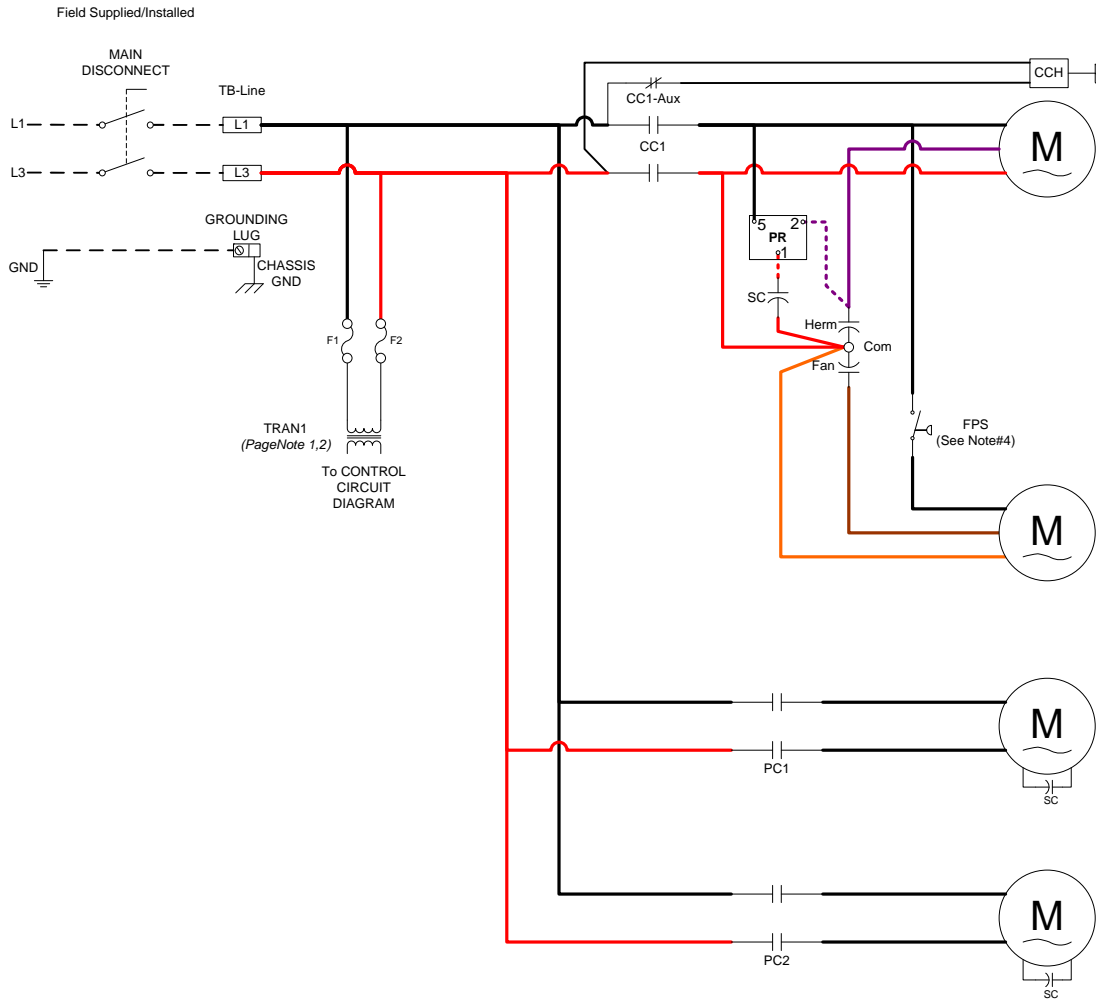 Field Supplied/Installed
MAIN
DISCONNECT
TB-Line
CCH
CC1-Aux
L1
L1
CC1
M
L3
L3
GROUNDING
LUG
CHASSIS
GND
GND
5
2
PR
1
SC
Herm
Com
Fan
F1
F2
TRAN1
(PageNote 1,2)
To CONTROL
CIRCUIT
DIAGRAM
FPS
(See Note#4)
M
M
PC1
SC
M
PC2
SC